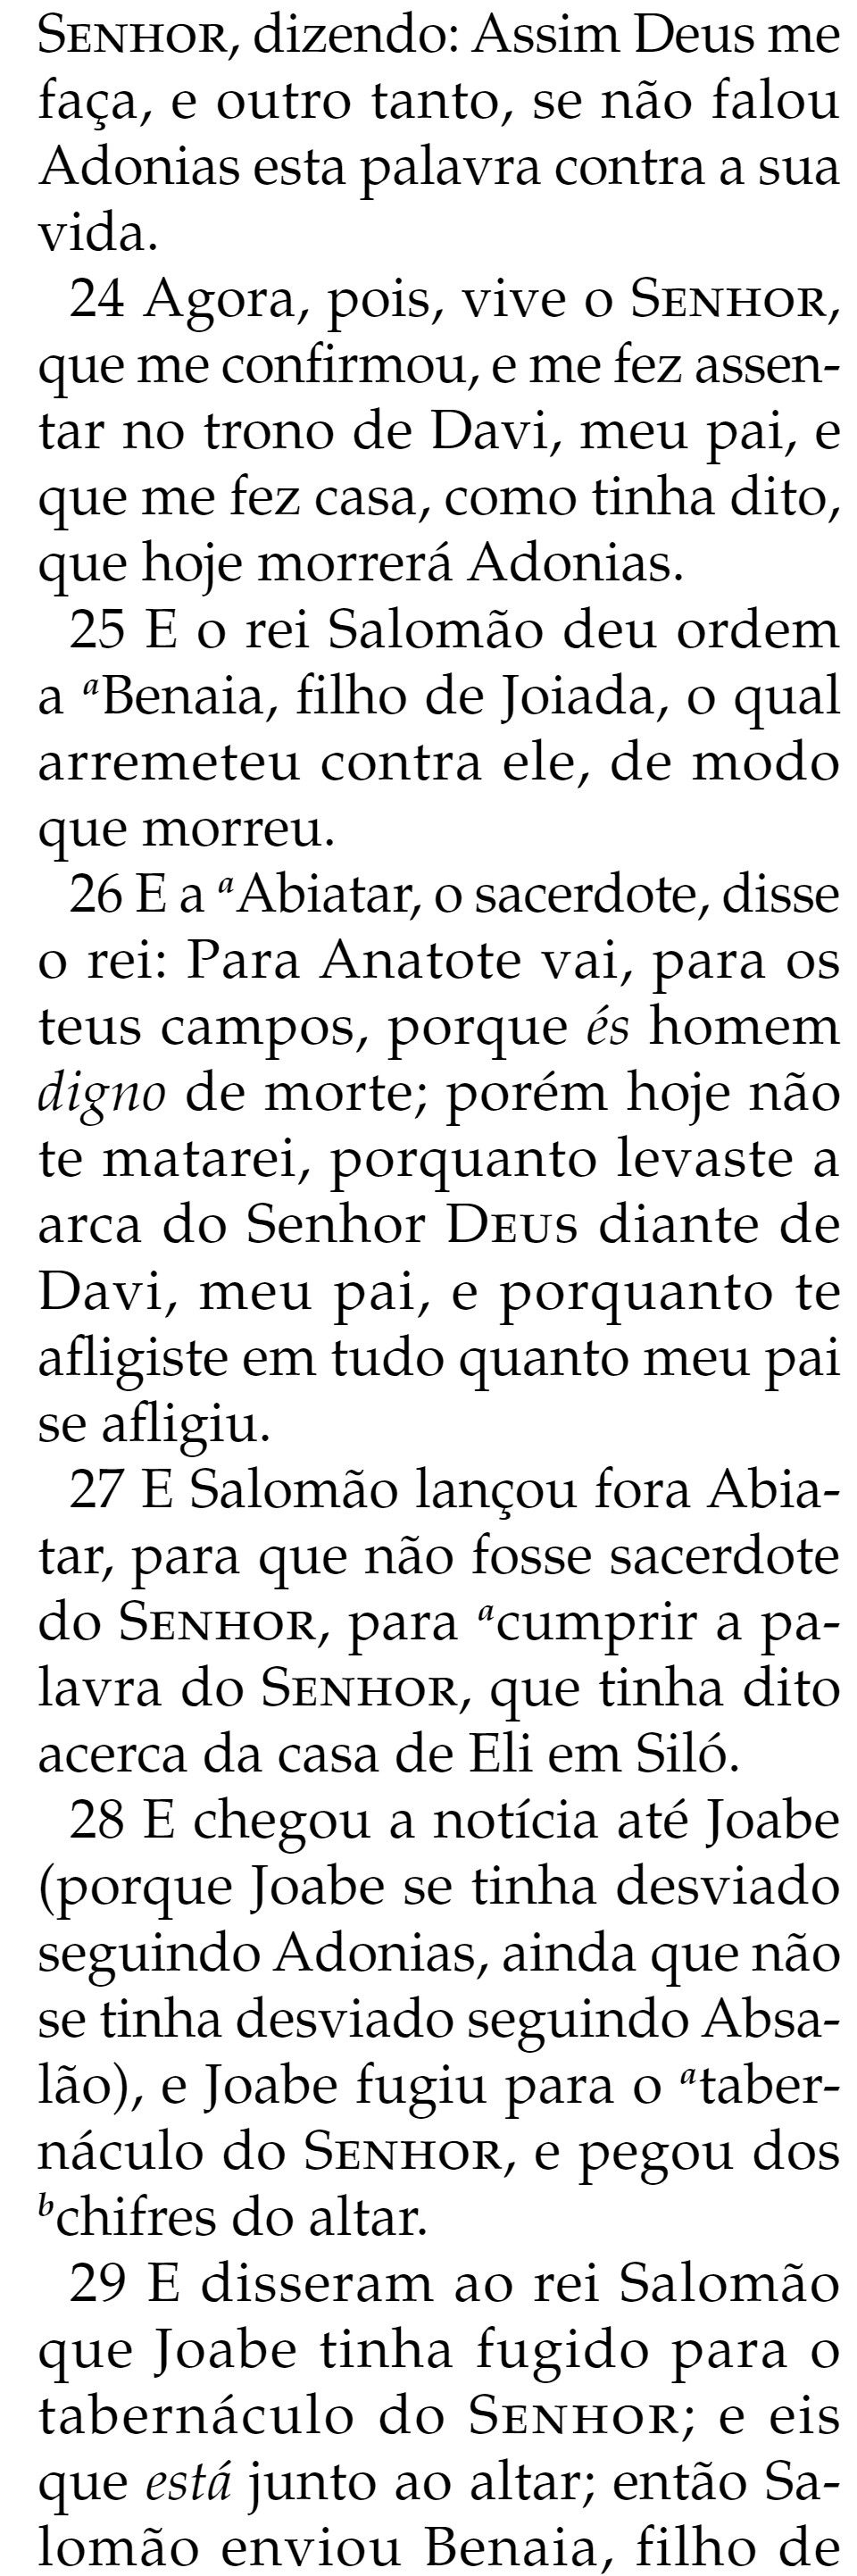 SENHOR, dizendo: Assim Deus me
faça, e outro tanto, se não falou
Adonias esta palavra contra a sua
vida.
24 Agora, pois, vive o SENHOR,
que me confirmou, e me fez assen-
tar no trono de Davi, meu pai, e
que me fez casa, como tinha dito,
que hoje morrerá Adonias.
25 E o rei Salomão deu ordem
a ᵃBenaia, filho de Joiada, o qual
arremeteu contra ele, de modo
que morreu.
26 E a ᵃAbiatar, o sacerdote, disse
o rei: Para Anatote vai, para os
teus campos, porque és homem
digno de morte; porém hoje não
te matarei, porquanto levaste a
arca do Senhor DEUS diante de
Davi, meu pai, e porquanto te
afligiste em tudo quanto meu pai
se afligiu.
27 E Salomão lançou fora Abia-
tar, para que não fosse sacerdote
do SENHOR, para ᵃcumprir a pa-
lavra do SENHOR, que tinha dito
acerca da casa de Eli em Siló.
28 E chegou a notícia até Joabe
(porque Joabe se tinha desviado
seguindo Adonias, ainda que não
se tinha desviado seguindo Absa-
lão), e Joabe fugiu para o ᵃtaber-
náculo do SENHOR, e pegou dos
ᵇchifres do altar.
29 E disseram ao rei Salomão
que Joabe tinha fugido para o
tabernáculo do SENHOR; e eis
que está junto ao altar; então Sa-
lomão enviou Benaia, filho de